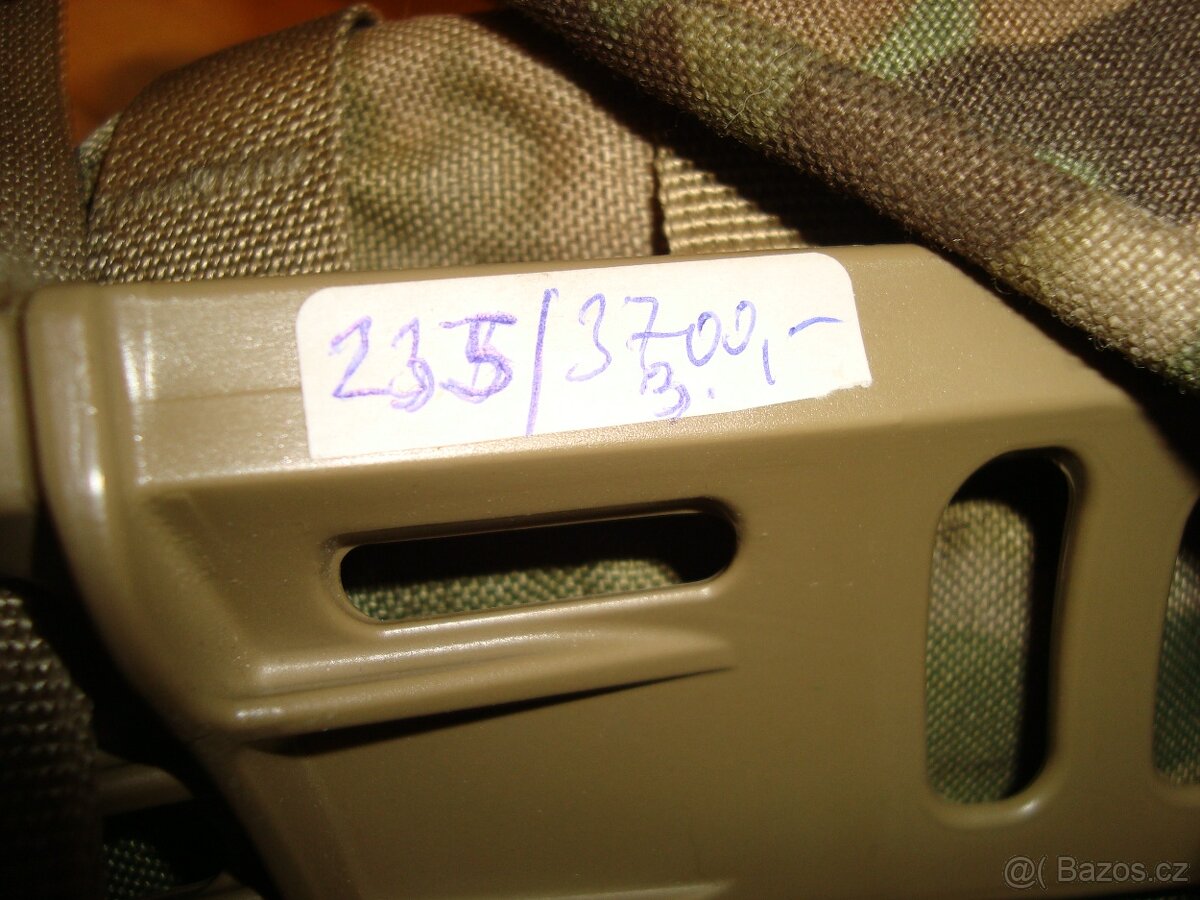 235/3700,-
3.
@( Bazos.cz